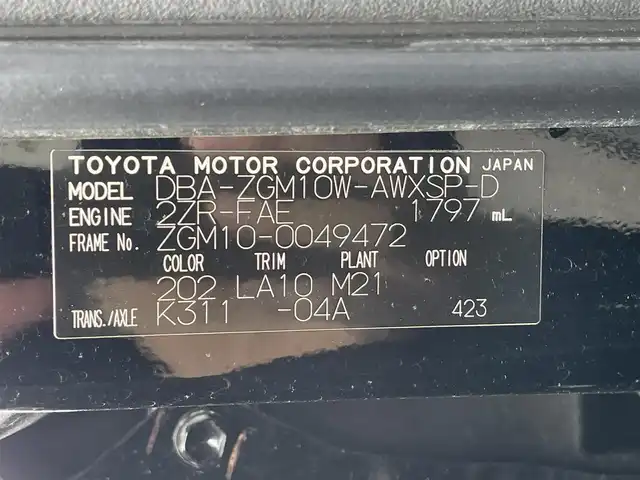 TOYOTA MOTOR CORPORATION JAPAN
MODEL DBA-ZGM10W-AWXSP-D
ENGINE 2ZR-FAE 1797 mL
FRAME No. ZGM10-0049472
COLOR TRIM PLANT OPTION
202 LA10 M21
TRANS./AXLE K311 -04A 423